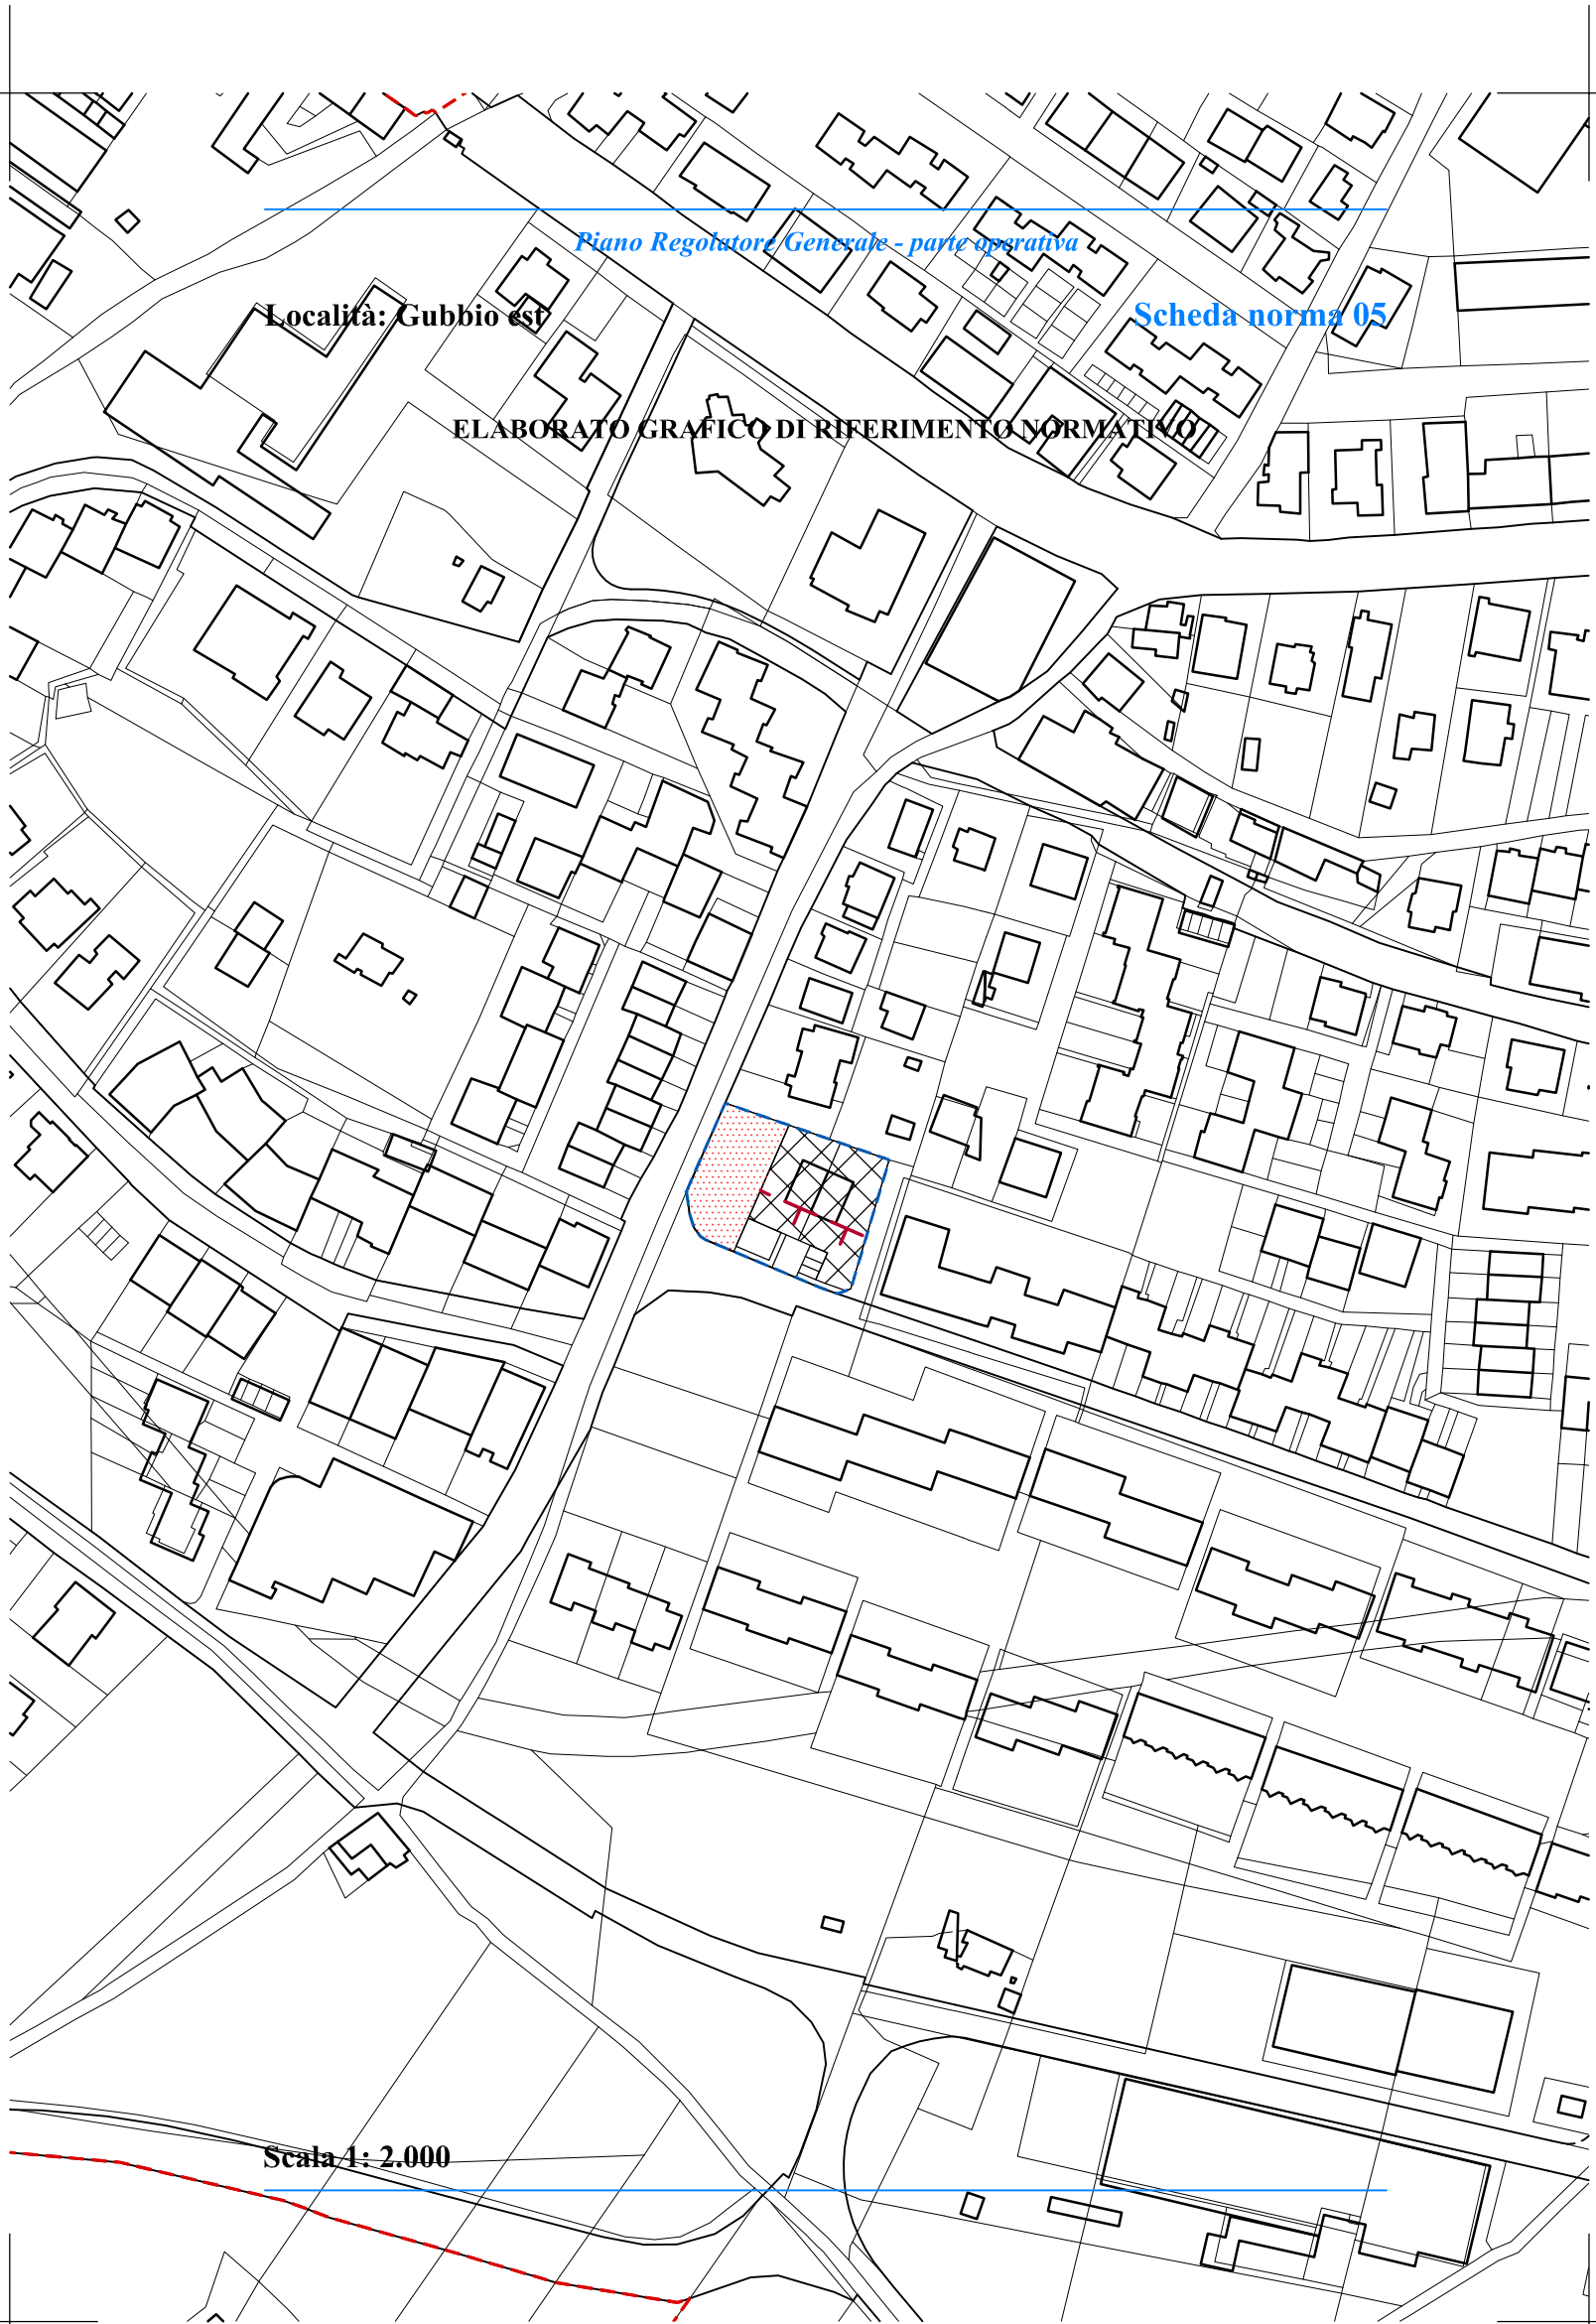 Piano Regolatore Generale - parte operativa
Località: Gubbio est
Scheda norma 05
ELABORATO GRAFICO DI RIFERIMENTO NORMATIVO
Scala 1: 2.000